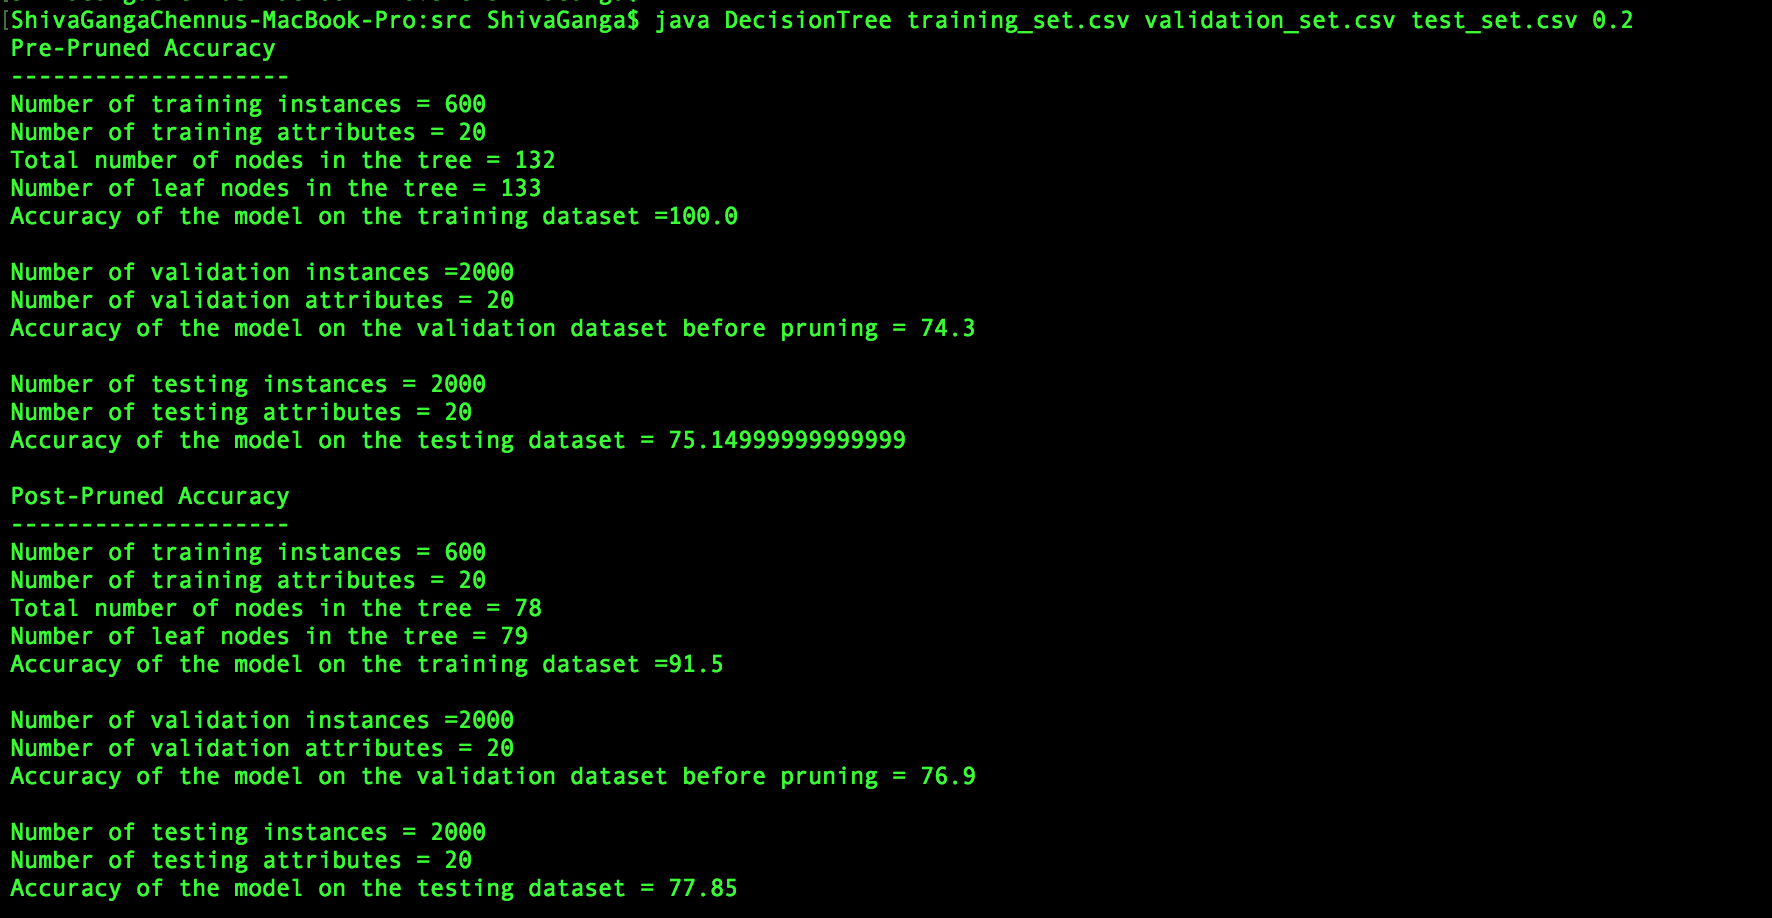 [ShivaGangaChennus-MacBook-Pro:src ShivaGanga$ java DecisionTree training_set.csv validation_set.csv test_set.csv 0.2
Pre-Pruned Accuracy
--------------------
Number of training instances = 600
Number of training attributes = 20
Total number of nodes in the tree = 132
Number of leaf nodes in the tree = 133
Accuracy of the model on the training dataset =100.0
Number of validation instances =2000
Number of validation attributes = 20
Accuracy of the model on the validation dataset before pruning = 74.3
Number of testing instances = 2000
Number of testing attributes = 20
Accuracy of the model on the testing dataset = 75.14999999999999
Post-Pruned Accuracy
--------------------
Number of training instances = 600
Number of training attributes = 20
Total number of nodes in the tree = 78
Number of leaf nodes in the tree = 79
Accuracy of the model on the training dataset =91.5
Number of validation instances =2000
Number of validation attributes = 20
Accuracy of the model on the validation dataset before pruning = 76.9
Number of testing instances = 2000
Number of testing attributes = 20
Accuracy of the model on the testing dataset = 77.85